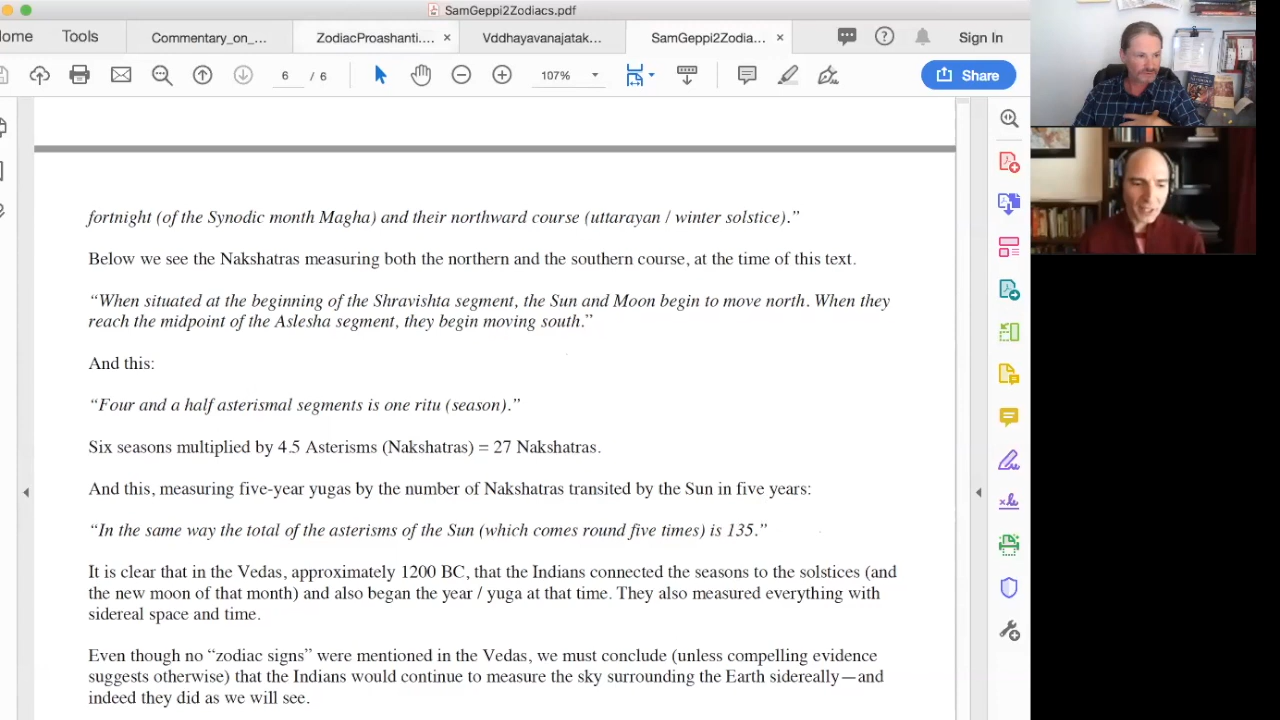 SamGeppi2Zodiacs.pdf
ome
Tools
Commentary_on_...
ZodiacProashanti....
×
Vddhayavanajatak...
SamGeppi2Zodia...
×
?
Sign In
6 / 6
107%
Share
fortnight (of the Synodic month Magha) and their northward course (uttarayan / winter solstice).”
Below we see the Nakshatras measuring both the northern and the southern course, at the time of this text.
“When situated at the beginning of the Shravishta segment, the Sun and Moon begin to move north. When they
reach the midpoint of the Aslesha segment, they begin moving south.”
And this:
“Four and a half asterismal segments is one ritu (season).”
Six seasons multiplied by 4.5 Asterisms (Nakshatras) = 27 Nakshatras.
And this, measuring five-year yugas by the number of Nakshatras transited by the Sun in five years:
“In the same way the total of the asterisms of the Sun (which comes round five times) is 135.”
It is clear that in the Vedas, approximately 1200 BC, that the Indians connected the seasons to the solstices (and
the new moon of that month) and also began the year / yuga at that time. They also measured everything with
sidereal space and time.
Even though no “zodiac signs” were mentioned in the Vedas, we must conclude (unless compelling evidence
suggests otherwise) that the Indians would continue to measure the sky surrounding the Earth sidereally—and
indeed they did as we will see.